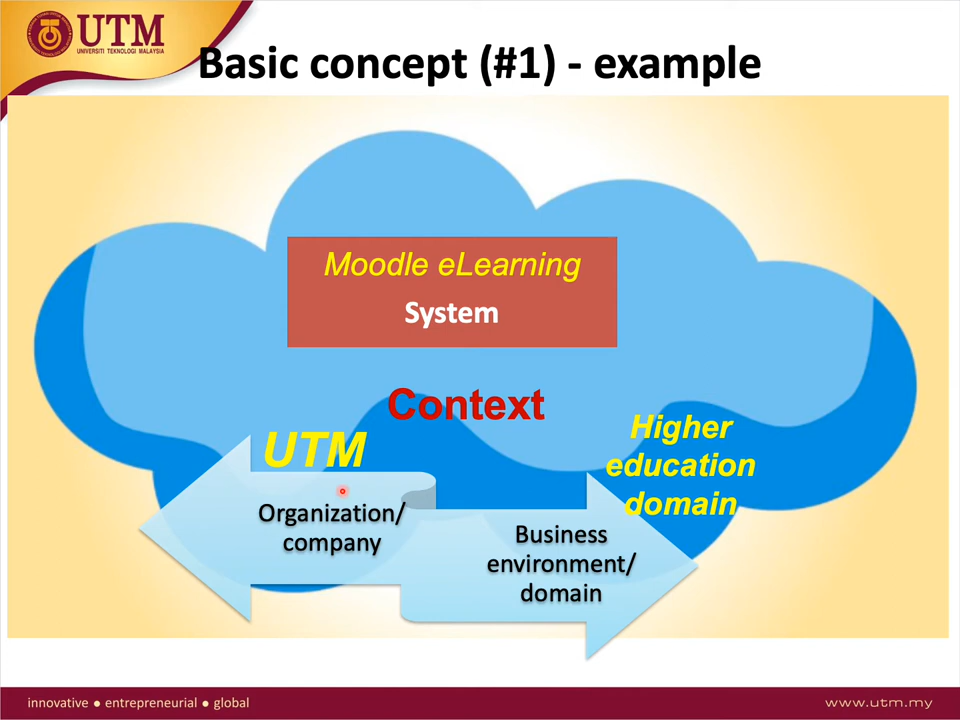 UTM
UNIVERSITI TEKNOLOGI MALAYSIA
Basic concept (#1) - example
Moodle eLearning
System
Context
UTM
Higher
education
domain
Organization/
company
Business
environment/
domain
innovative ● entrepreneurial ● global
www.utm.my